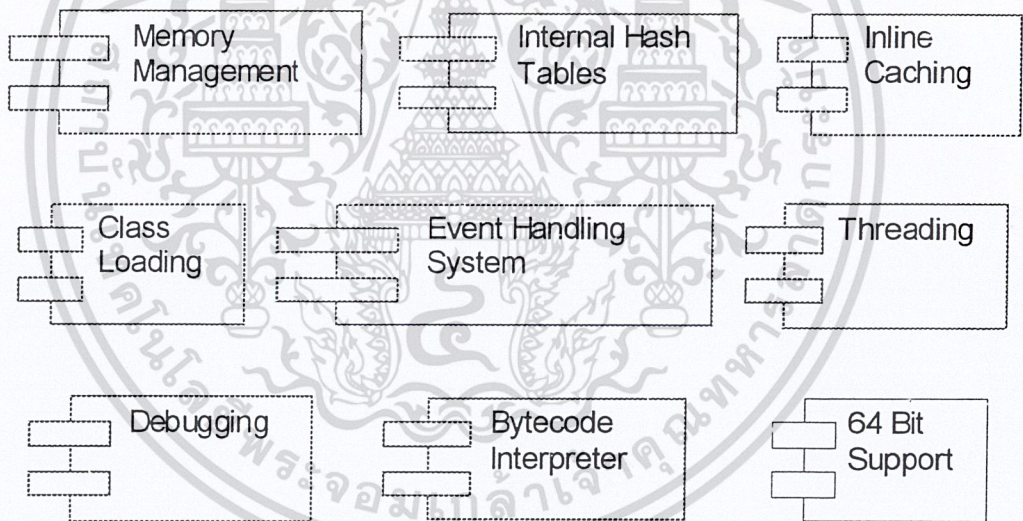 Memory
Management
Internal Hash
Tables
Inline
Caching
Class
Loading
Event Handling
System
Threading
Debugging
Bytecode
Interpreter
64 Bit
Support